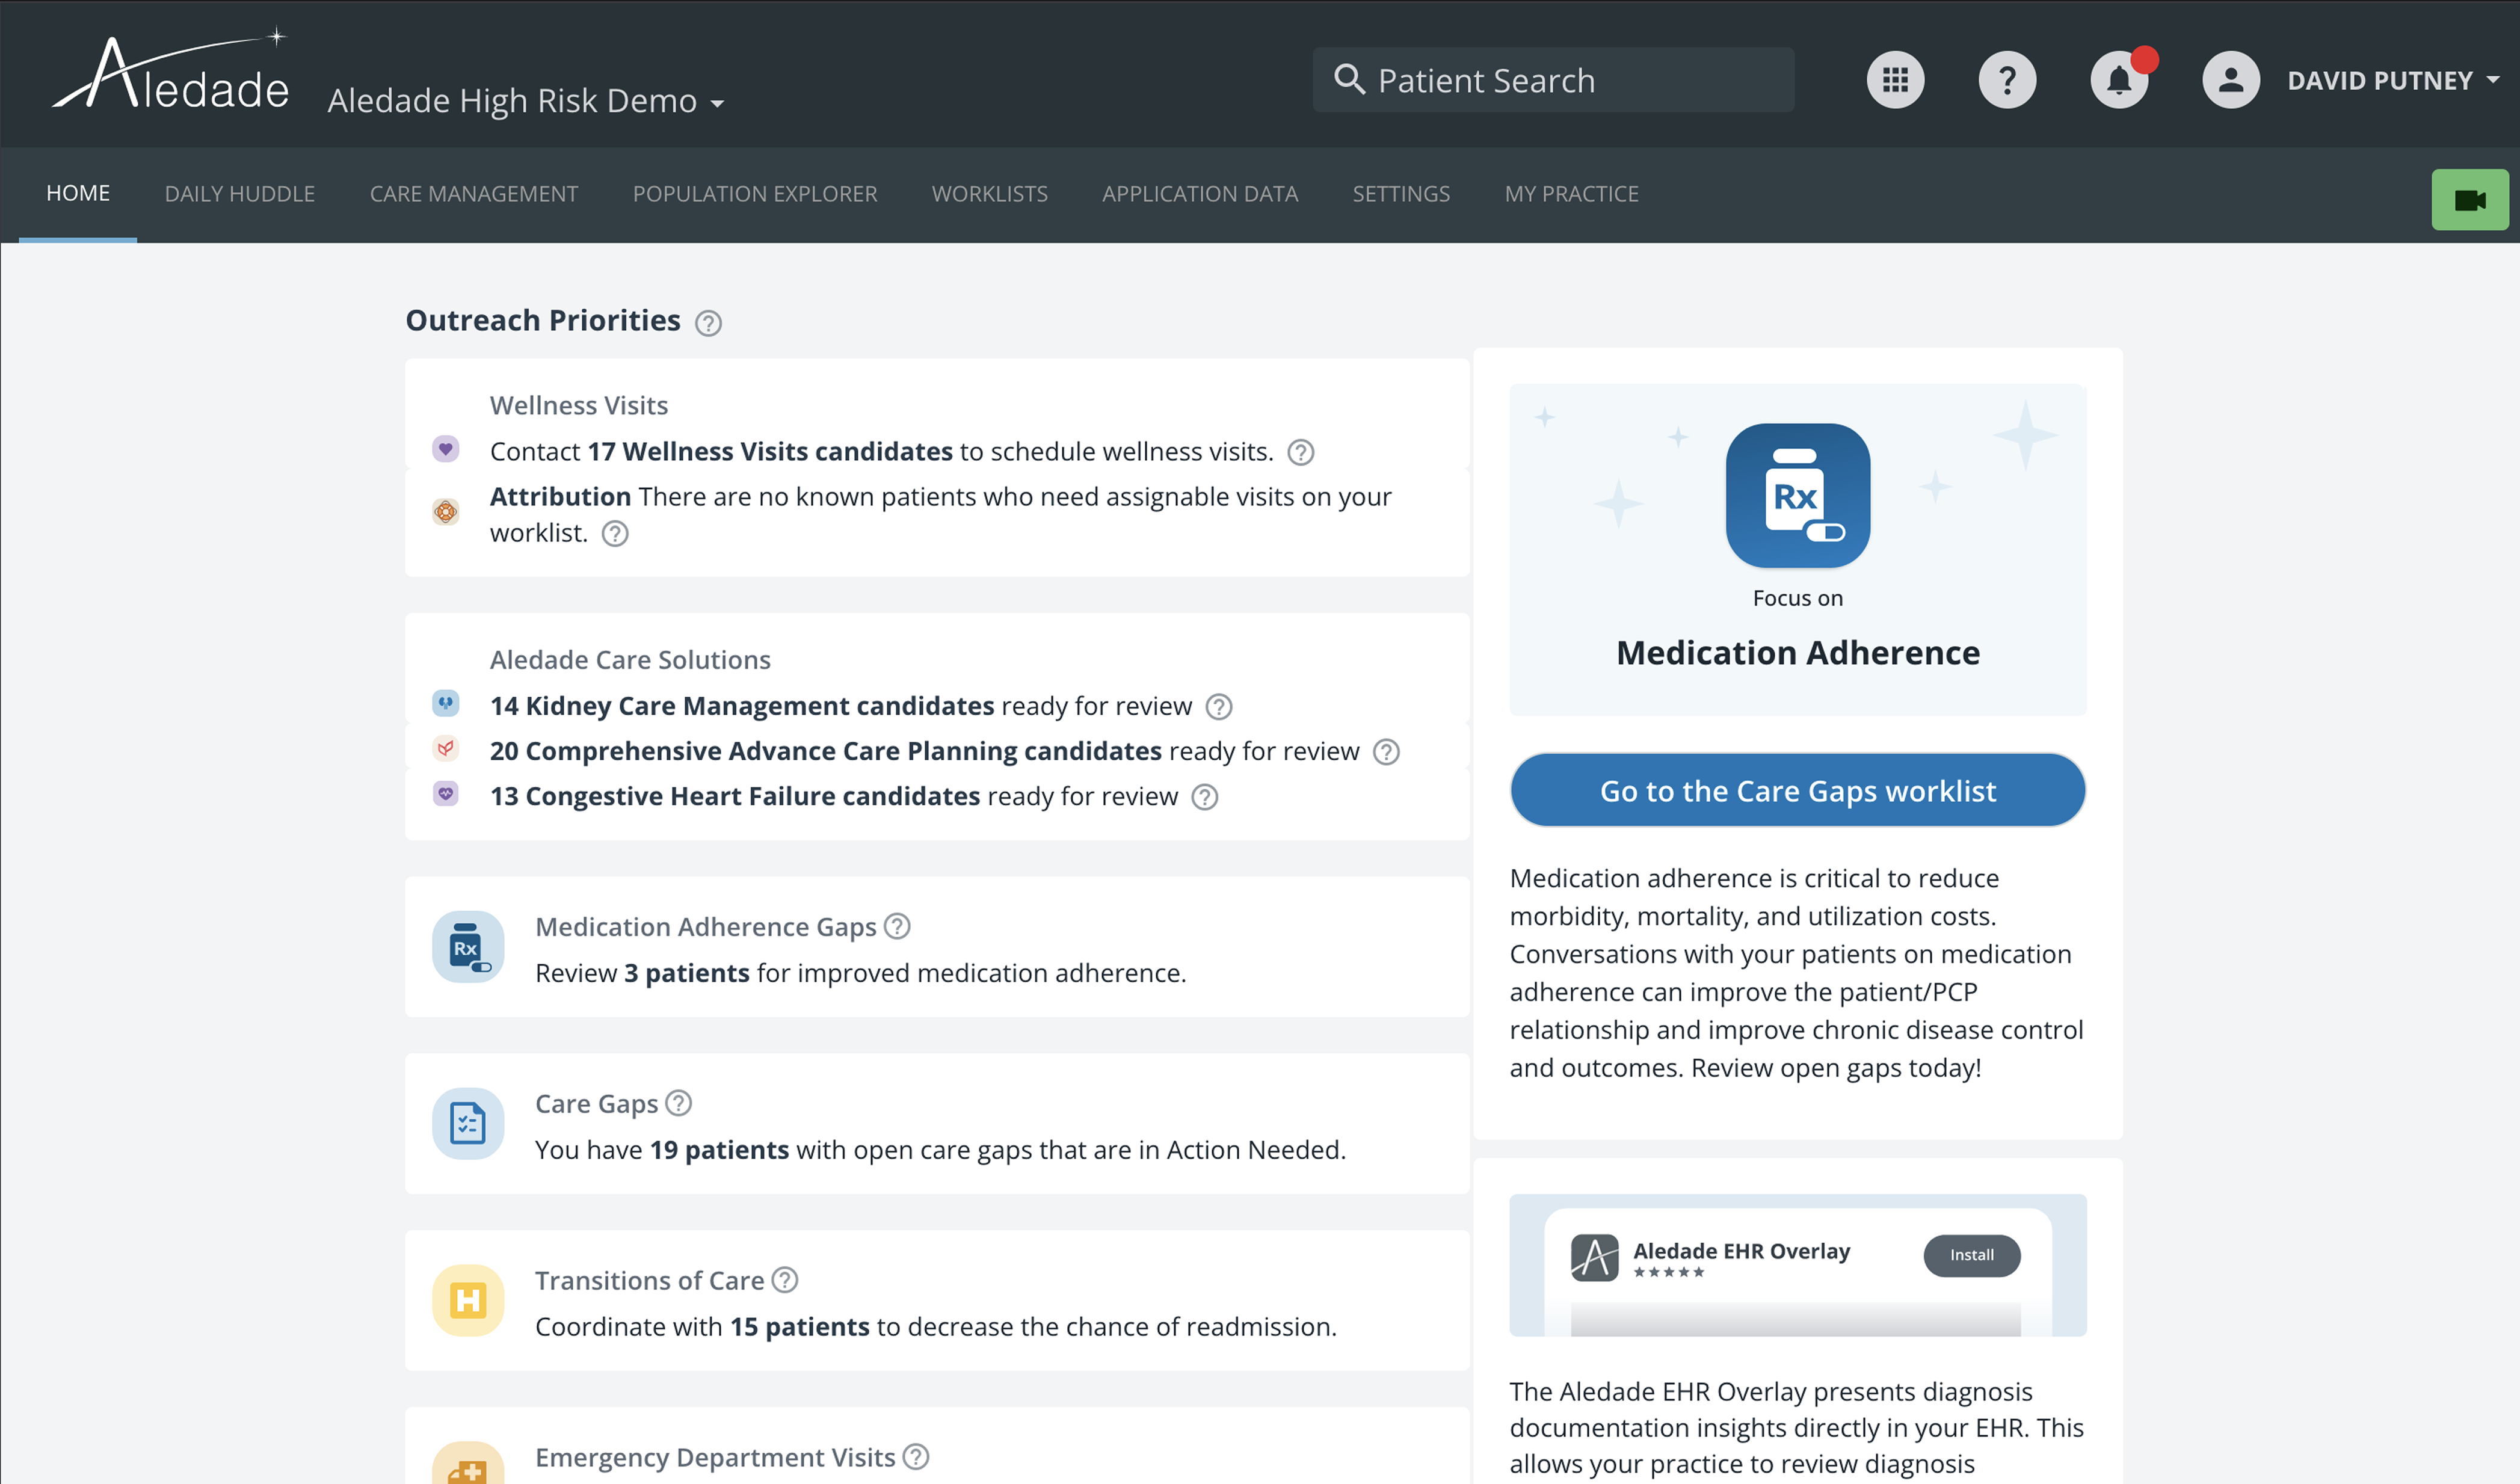 Aledade
Aledade High Risk Demo
Patient Search
?
DAVID PUTNEY
HOME
DAILY HUDDLE
CARE MANAGEMENT
POPULATION EXPLORER
WORKLISTS
APPLICATION DATA
SETTINGS
MY PRACTICE
Outreach Priorities ?
Wellness Visits
Contact 17 Wellness Visits candidates to schedule wellness visits. ?
Attribution There are no known patients who need assignable visits on your
worklist. ?
Aledade Care Solutions
14 Kidney Care Management candidates ready for review ?
20 Comprehensive Advance Care Planning candidates ready for review ?
13 Congestive Heart Failure candidates ready for review ?
Rx
Medication Adherence Gaps ?
Review 3 patients for improved medication adherence.
Care Gaps ?
You have 19 patients with open care gaps that are in Action Needed.
H
Transitions of Care ?
Coordinate with 15 patients to decrease the chance of readmission.
Emergency Department Visits ?
Rx
Focus on
Medication Adherence
Go to the Care Gaps worklist
Medication adherence is critical to reduce
morbidity, mortality, and utilization costs.
Conversations with your patients on medication
adherence can improve the patient/PCP
relationship and improve chronic disease control
and outcomes. Review open gaps today!
A
Aledade EHR Overlay
Install
The Aledade EHR Overlay presents diagnosis
documentation insights directly in your EHR. This
allows your practice to review diagnosis